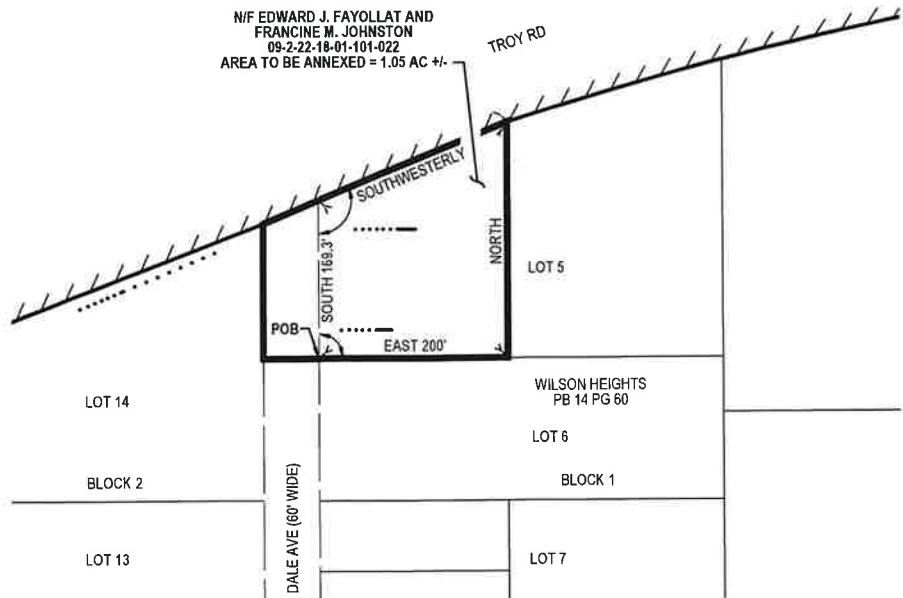 N/F EDWARD J. FAYOLLAT AND
FRANCINE M. JOHNSTON
09-2-22-18-01-101-022
AREA TO BE ANNEXED = 1.05 AC +/-
TROY RD
SOUTHWESTERLY
SOUTH 169.3'
NORTH
LOT 5
POB
EAST 200'
WILSON HEIGHTS
PB 14 PG 60
LOT 14
LOT 6
BLOCK 2
BLOCK 1
DALE AVE (60' WIDE)
LOT 13
LOT 7